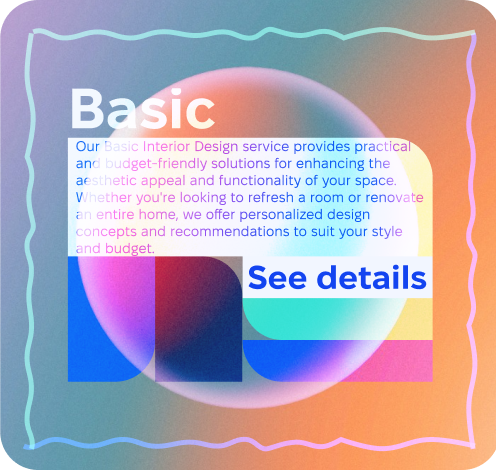 Basic
Our Basic Interior Design service provides practical
and budget-friendly solutions for enhancing the
aesthetic appeal and functionality of your space.
Whether you're looking to refresh a room or renovate
an entire home, we offer personalized design
concepts and recommendations to suit your style
and budget.
See details